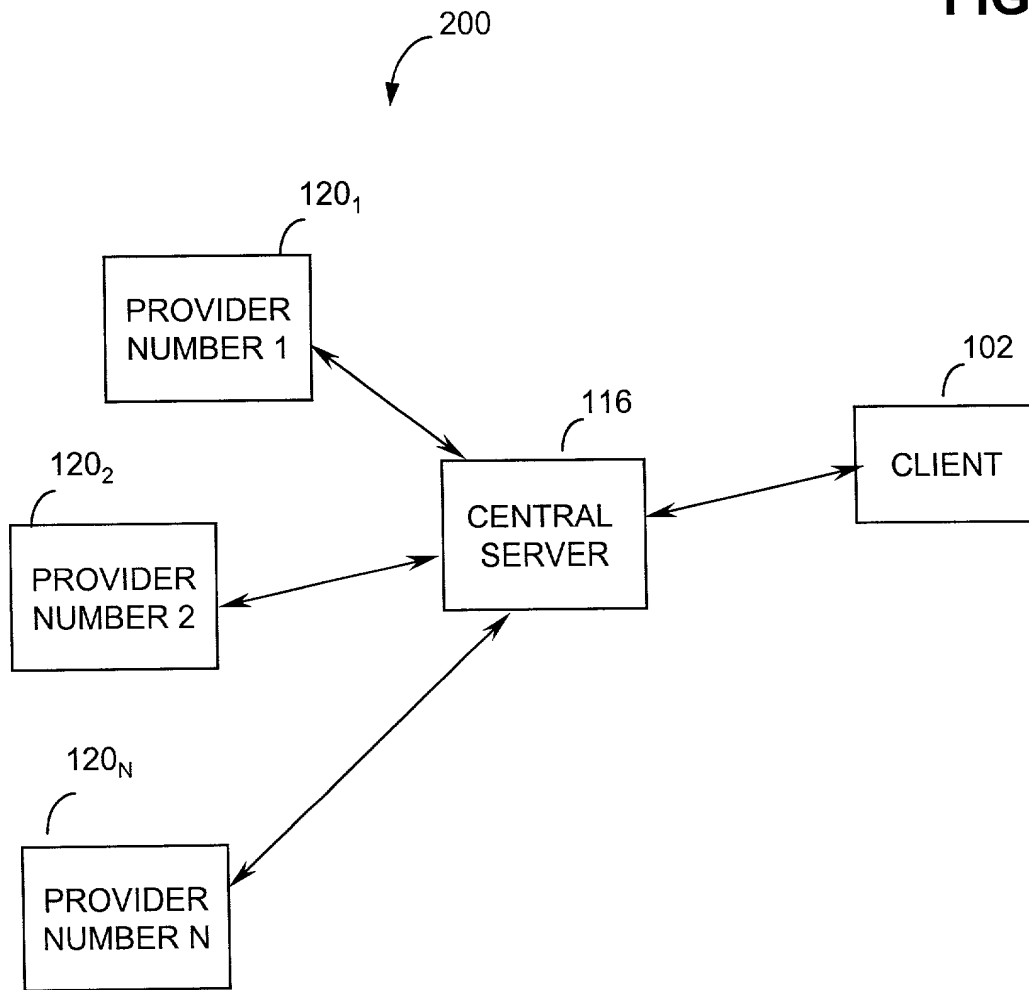 FIG
200
120₁
PROVIDER
NUMBER 1
102
116
CLIENT
120₂
CENTRAL
SERVER
PROVIDER
NUMBER 2
120N
PROVIDER
NUMBER N